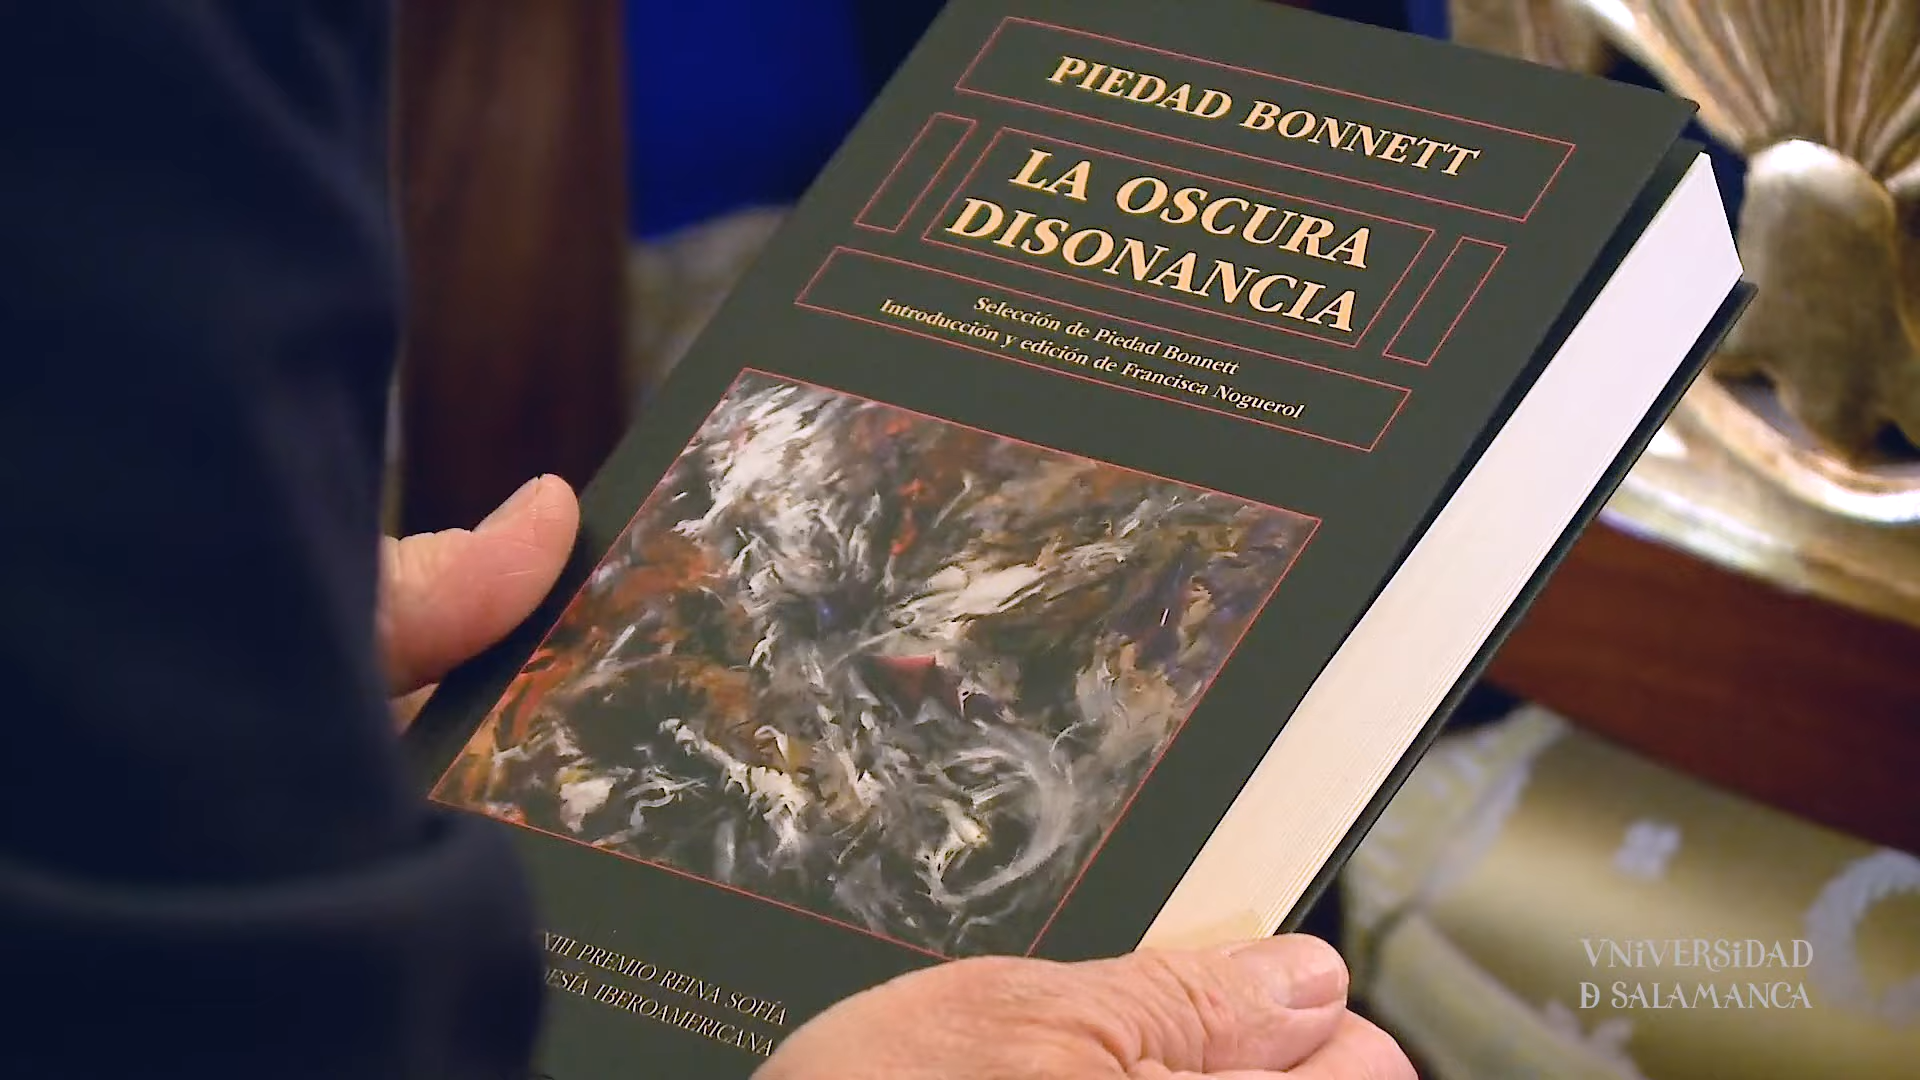 PIEDAD BONNETT
LA OSCURA
DISONANCIA
Selección de Piedad Bonnett
Introducción y edición de Francisca Noguerol
XIII PREMIO REINA SOFÍA
IBEROAMERICANA
VNiVERSiDAD
D SALAMANCA